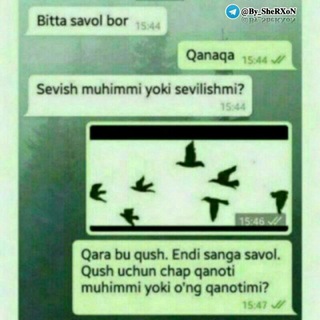 @By_SheRXoN
Bitta savol bor 15:44
Qanaqa 15:44
Sevish muhimmi yoki sevilishmi?
15:44
15:46
Qara bu qush. Endi sanga savol.
Qush uchun chap qanoti
muhimmi yoki o'ng qanotimi?
15:47